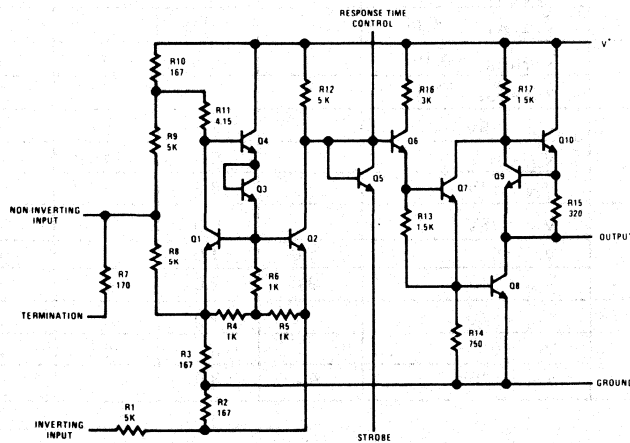 RESPONSE TIME
CONTROL
V+
R10
167
R11
4.15
R12
5 K
R16
3K
R17
1.5K
Q4
Q6
Q10
R9
5K
Q3
Q5
Q7
Q9
R15
320
NON INVERTING
INPUT
R13
1.5K
Q1
Q2
OUTPUT
R8
5K
R7
170
R6
1K
Q8
TERMINATION
R4
1K
R5
1K
R14
750
R3
167
GROUND
R2
167
R1
5K
INVERTING
INPUT
STROBE